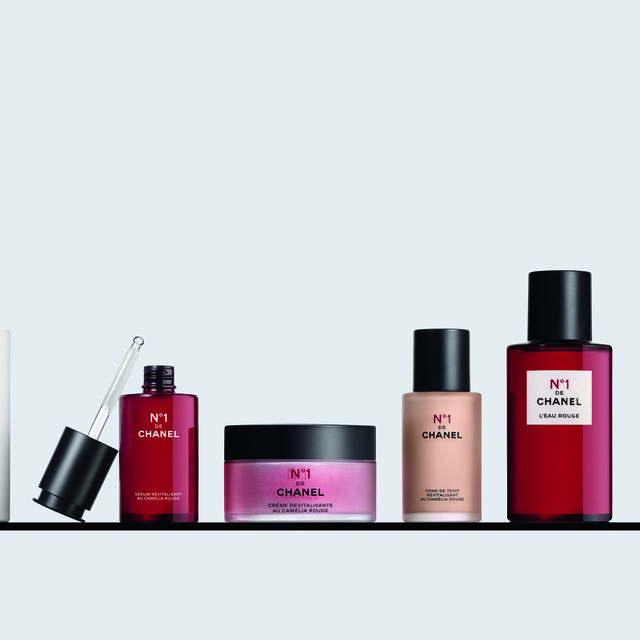 N°1
DE
CHANEL
SÉRUM REVITALISANT
AU CAMÉLIA ROUGE
N°1
DE
CHANEL
CRÈME REVITALISANTE
AU CAMÉLIA ROUGE
N°1
DE
CHANEL
FOND DE TEINT
REVITALISANT
AU CAMÉLIA ROUGE
N°1
DE
CHANEL
L'EAU ROUGE